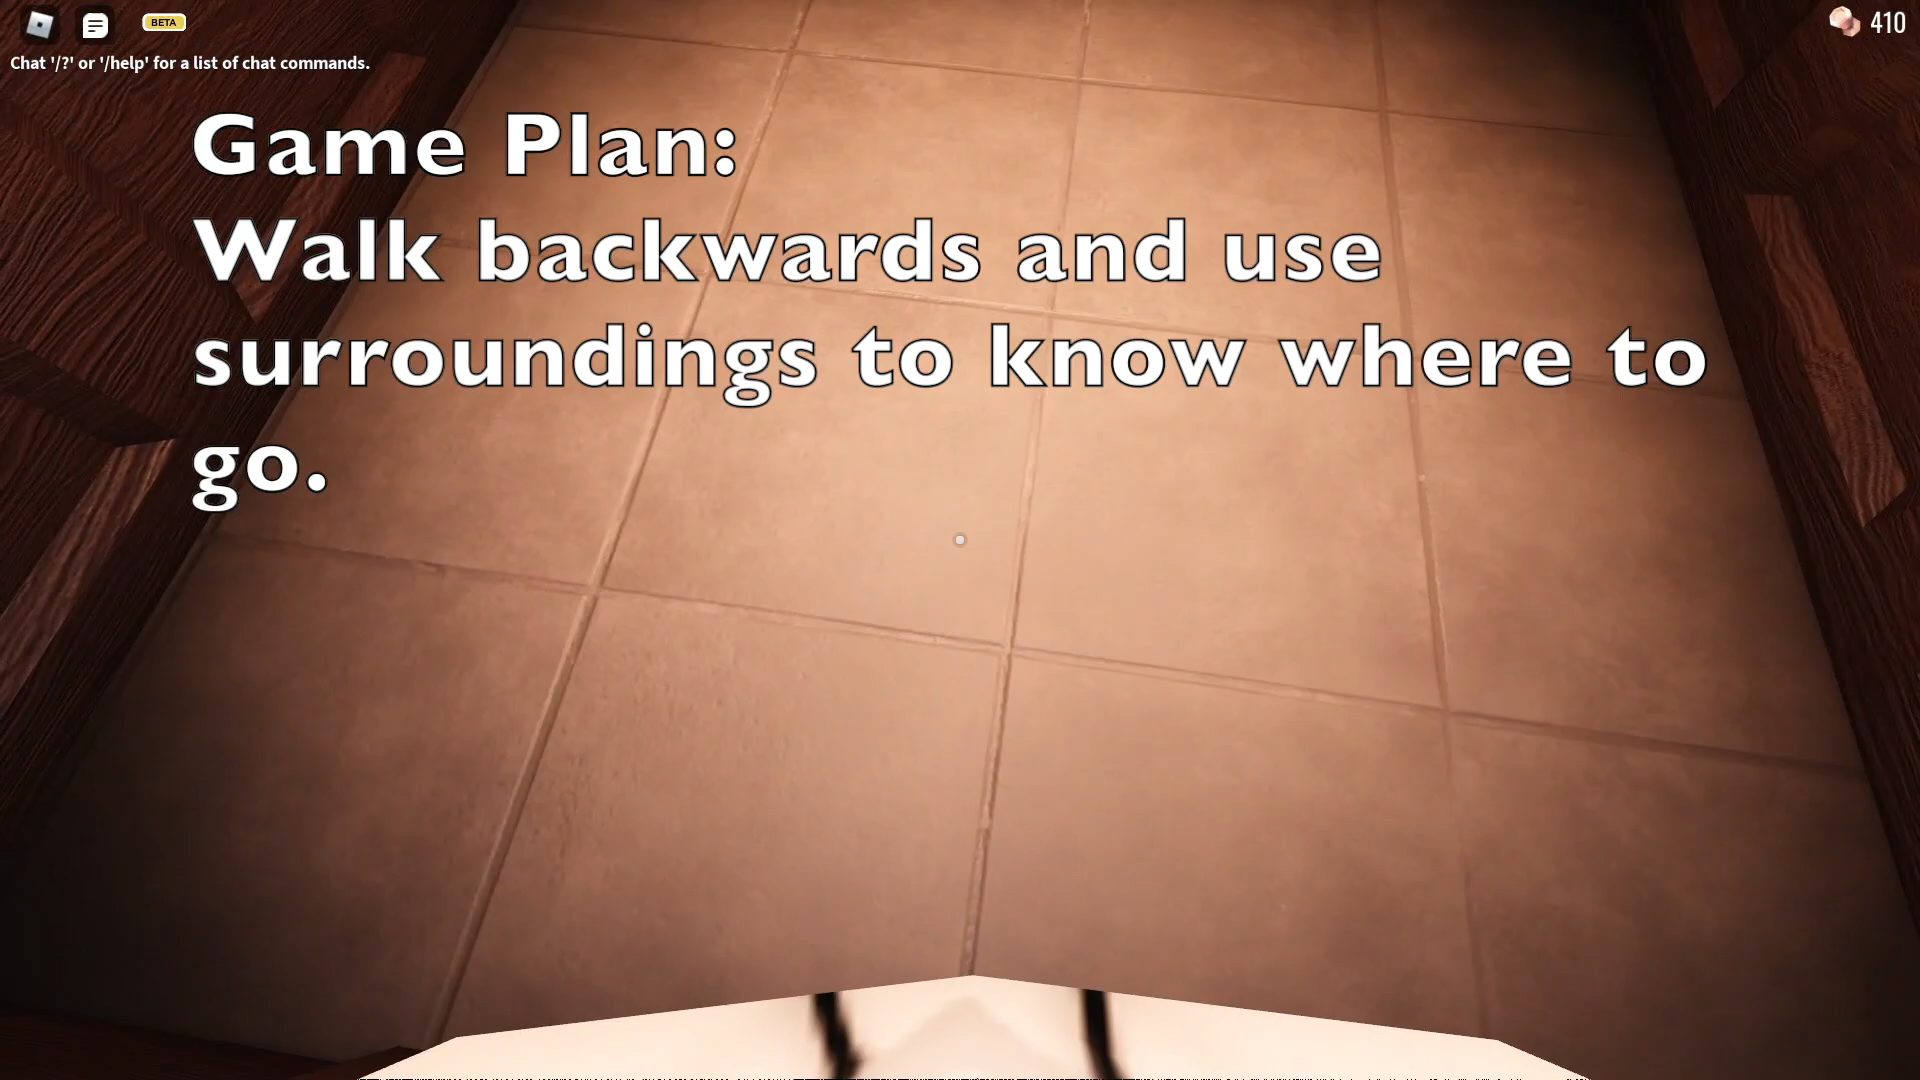 BETA
410
Chat '/?' or '/help' for a list of chat commands.
Game Plan:
Walk backwards and use
surroundings to know where to
go.